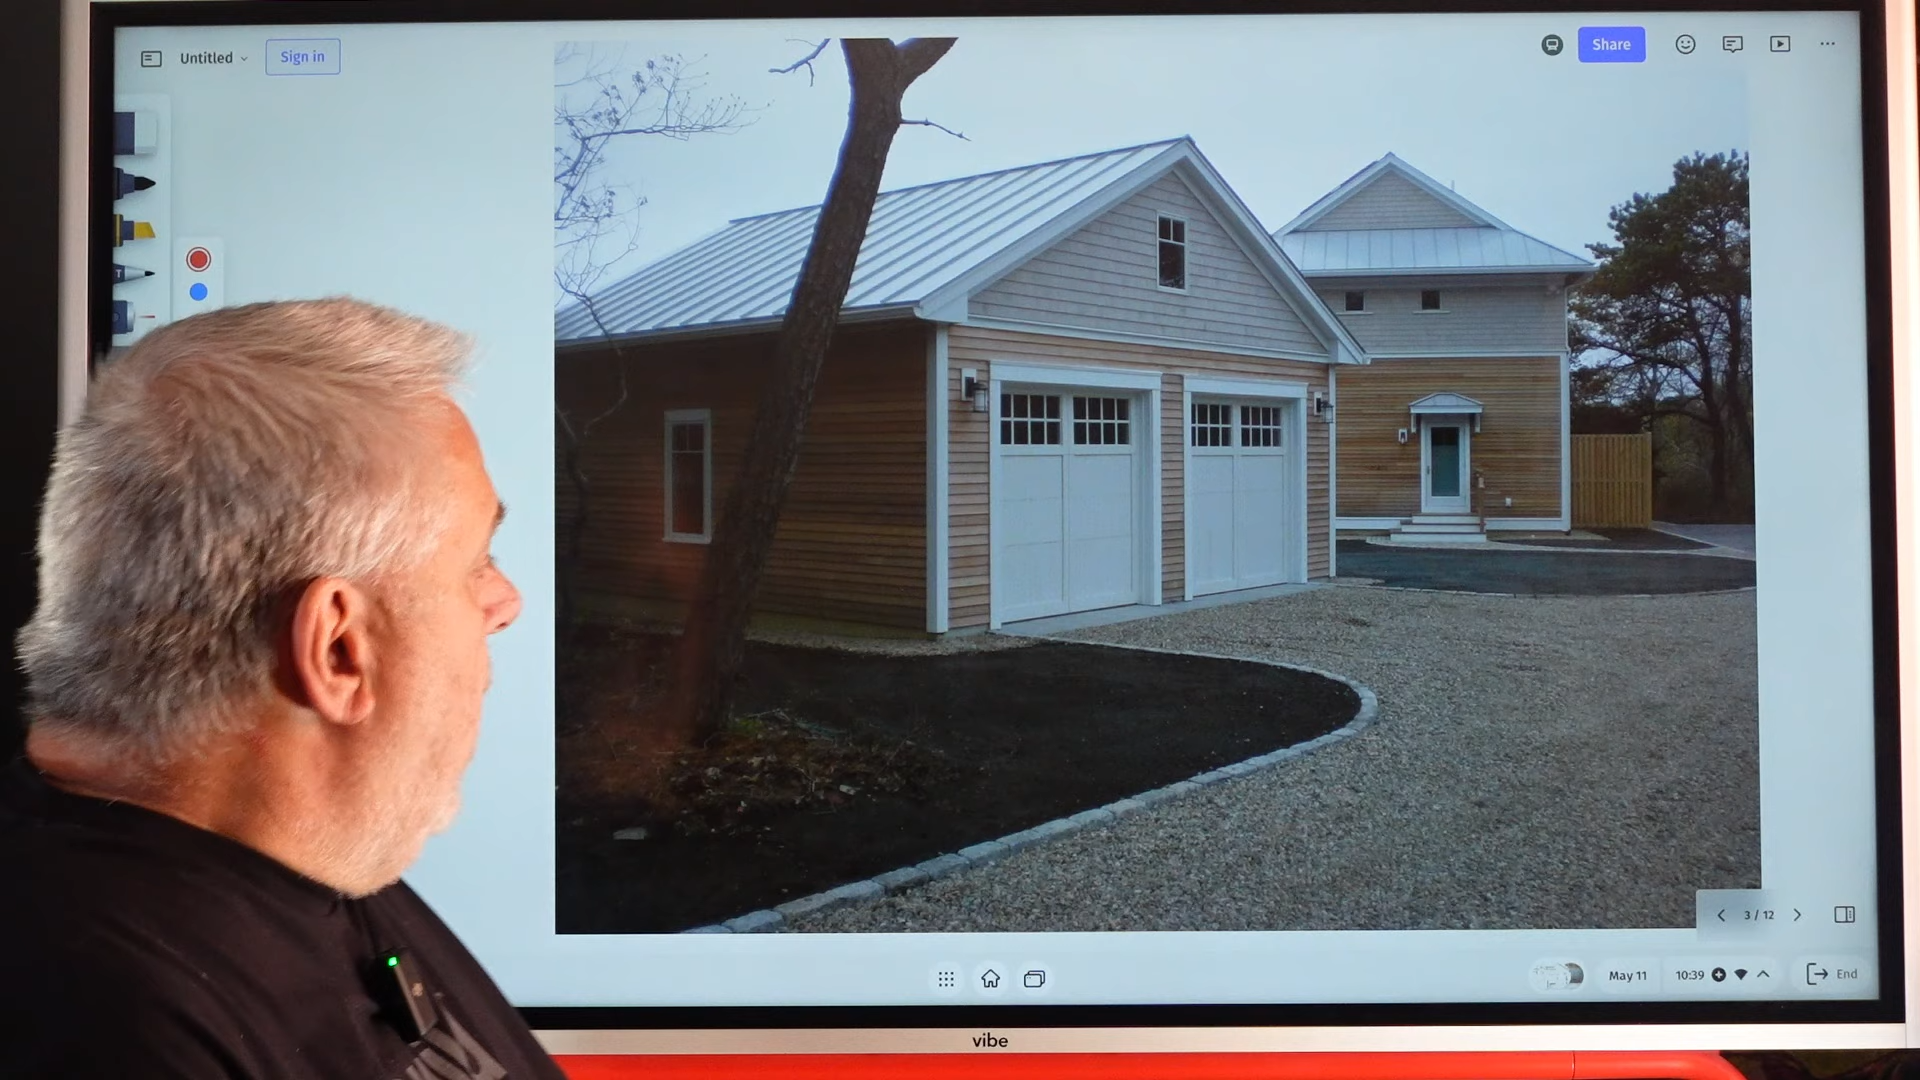 Untitled
Sign in
Share
T
3 / 12
May 11
10:39
End
vibe